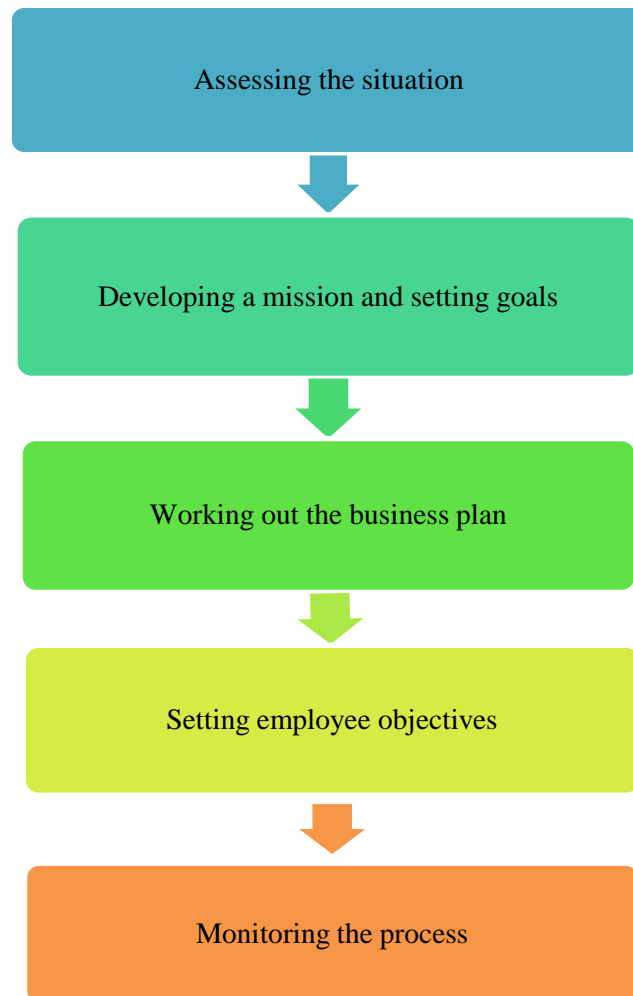 Assessing the situation
Developing a mission and setting goals
Working out the business plan
Setting employee objectives
Monitoring the process